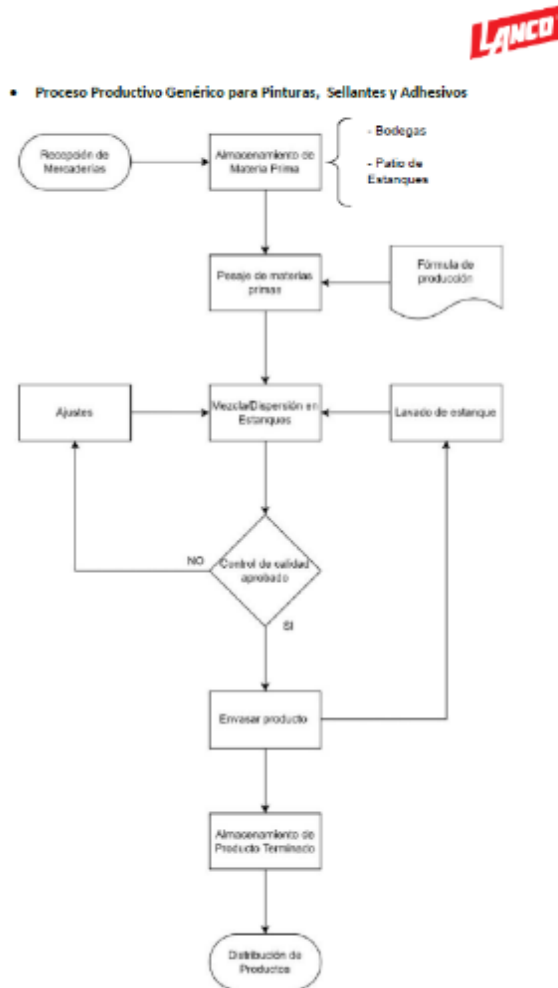 LANCO
• Proceso Productivo Genérico para Pinturas, Sellantes y Adhesivos
Recepción de
Mercaderías
Almacenamiento de
Materia Prima
- Bodegas
- Patio de
Estanques
Pesaje de materias
primas
Fórmula de
producción
Ajustes
Mezcla/Dispersión en
Estanques
Lavado de estanque
NO
Control de calidad
aprobado
SI
Envasar producto
Almacenamiento de
Producto Terminado
Distribución de
Productos